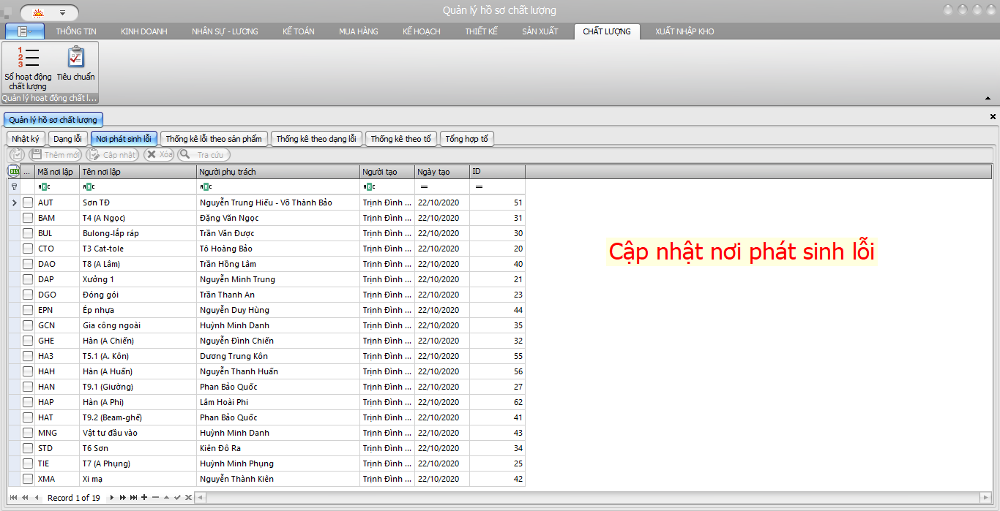 Quản lý hồ sơ chất lượng
THÔNG TIN KINH DOANH NHÂN SỰ - LƯƠNG KẾ TOÁN MUA HÀNG KẾ HOẠCH THIẾT KẾ SẢN XUẤT CHẤT LƯỢNG XUẤT NHẬP KHO
1
2
3
Sổ hoạt động chất lượng Tiêu chuẩn
Quản lý hoạt động chất l...
Quản lý hồ sơ chất lượng
Nhật ký Dạng lỗi Nơi phát sinh lỗi Thống kê lỗi theo sản phẩm Thống kê theo dạng lỗi Thống kê theo tổ Tổng hợp tổ
Thêm mới Cập nhật Xóa Tra cứu
XLS ... Mã nơi lập Tên nơi lập Người phụ trách Người tạo Ngày tạo ID
ABC ABC ABC ABC = =
AUT Sơn TĐ Nguyễn Trung Hiếu - Võ Thành Bảo Trịnh Đình ... 22/10/2020 51
BAM T4 (A Ngọc) Đặng Văn Ngọc Trịnh Đình ... 22/10/2020 31
BUL Bulong-lắp ráp Trần Văn Được Trịnh Đình ... 22/10/2020 30
CTO T3 Cat-tole Tô Hoàng Bảo Trịnh Đình ... 22/10/2020 20
DAO T8 (A Lâm) Trần Hồng Lâm Trịnh Đình ... 22/10/2020 40
DAP Xưởng 1 Nguyễn Minh Trung Trịnh Đình ... 22/10/2020 21
DGO Đóng gói Trần Thanh An Trịnh Đình ... 22/10/2020 23
EPN Ép nhựa Nguyễn Duy Hùng Trịnh Đình ... 22/10/2020 44
GCN Gia công ngoài Huỳnh Minh Danh Trịnh Đình ... 22/10/2020 35
GHE Hàn (A Chiến) Nguyễn Đình Chiến Trịnh Đình ... 22/10/2020 32
HA3 T5.1 (A. Kôn) Dương Trung Kôn Trịnh Đình ... 22/10/2020 55
HAH Hàn (A Huấn) Nguyễn Thanh Huấn Trịnh Đình ... 22/10/2020 56
HAN T9.1 (Giường) Phan Bảo Quốc Trịnh Đình ... 22/10/2020 27
HAP Hàn (A Phi) Lâm Hoài Phi Trịnh Đình ... 22/10/2020 62
HAT T9.2 (Beam-ghế) Phan Bảo Quốc Trịnh Đình ... 22/10/2020 41
MNG Vật tư đầu vào Huỳnh Minh Danh Trịnh Đình ... 22/10/2020 43
STD T6 Sơn Kiên Đô Ra Trịnh Đình ... 22/10/2020 34
TIE T7 (A Phụng) Huỳnh Minh Phụng Trịnh Đình ... 22/10/2020 25
XMA Xi mạ Nguyễn Thành Kiên Trịnh Đình ... 22/10/2020 42
Cập nhật nơi phát sinh lỗi
Record 1 of 19